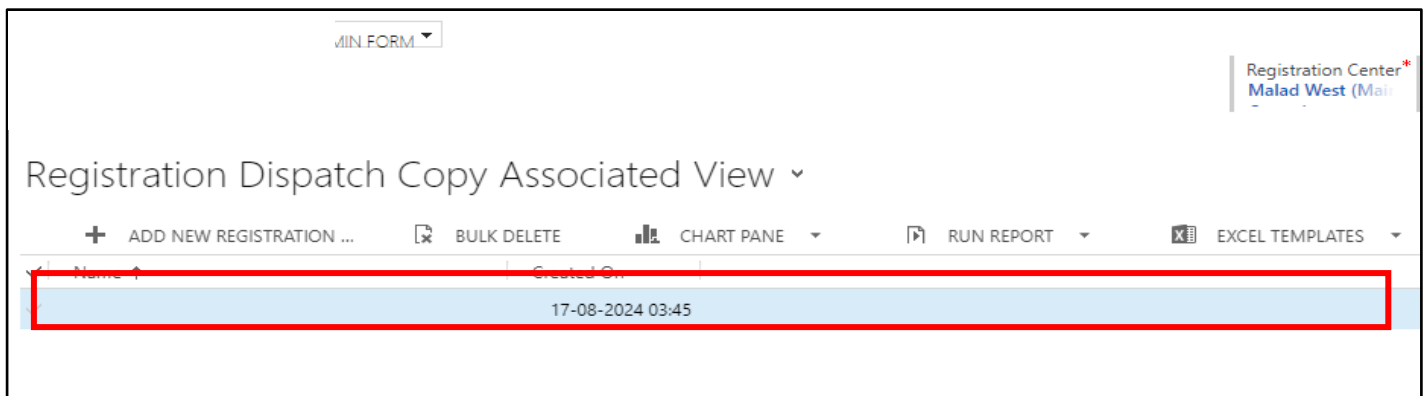 MIN FORM
Registration Center*
Malad West (Main
Registration Dispatch Copy Associated View
ADD NEW REGISTRATION ...
BULK DELETE
CHART PANE
RUN REPORT
EXCEL TEMPLATES
Name ↑
Created On
17-08-2024 03:45